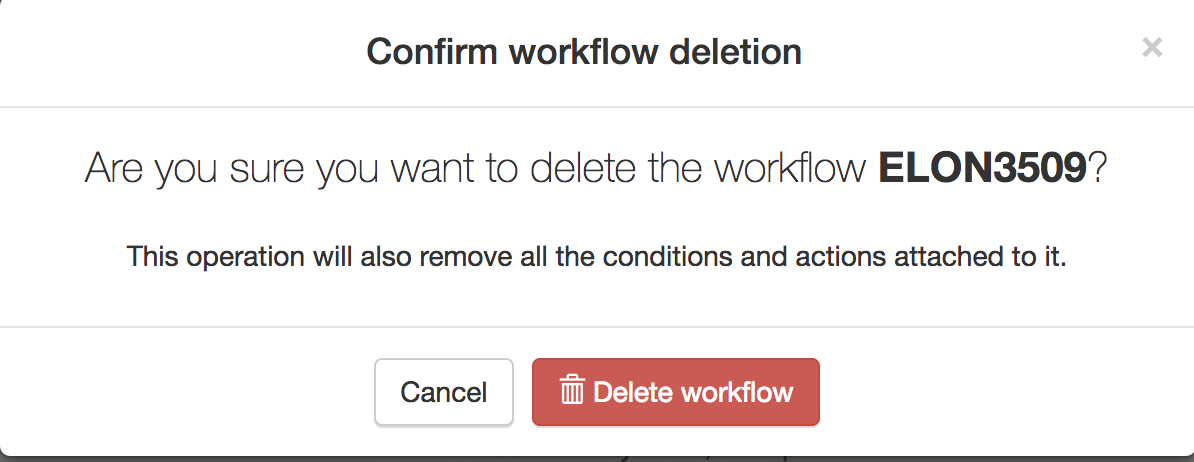 Confirm workflow deletion
×
Are you sure you want to delete the workflow ELON3509?
This operation will also remove all the conditions and actions attached to it.
Cancel
Delete workflow